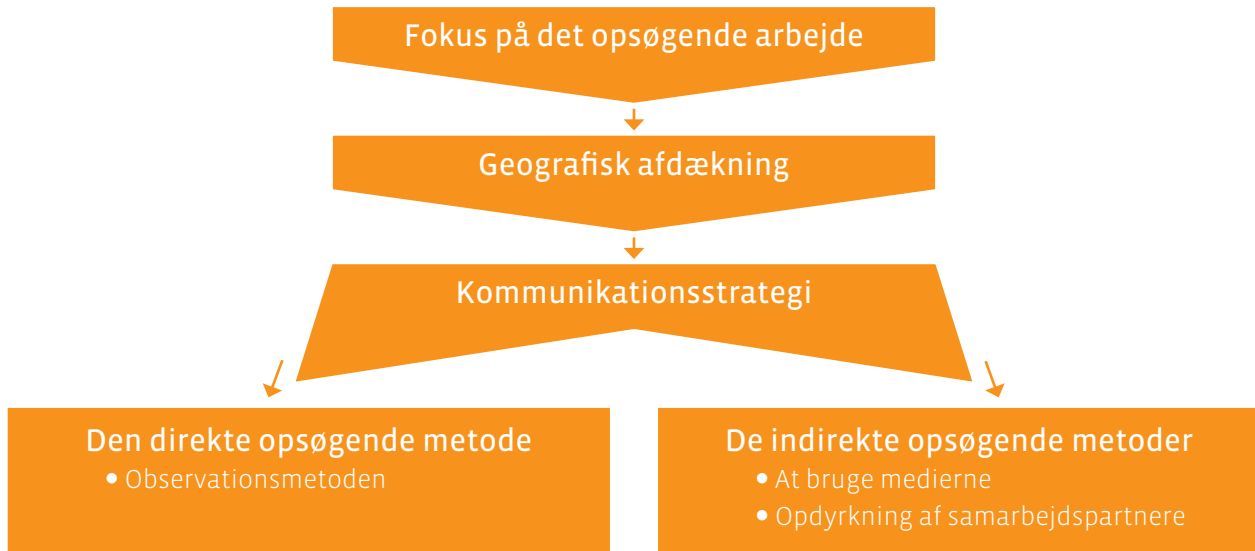 Fokus på det opsøgende arbejde
Geografisk afdækning
Kommunikationsstrategi
Den direkte opsøgende metode
• Observationsmetoden
De indirekte opsøgende metoder
• At bruge medierne
• Opdyrkning af samarbejdspartnere